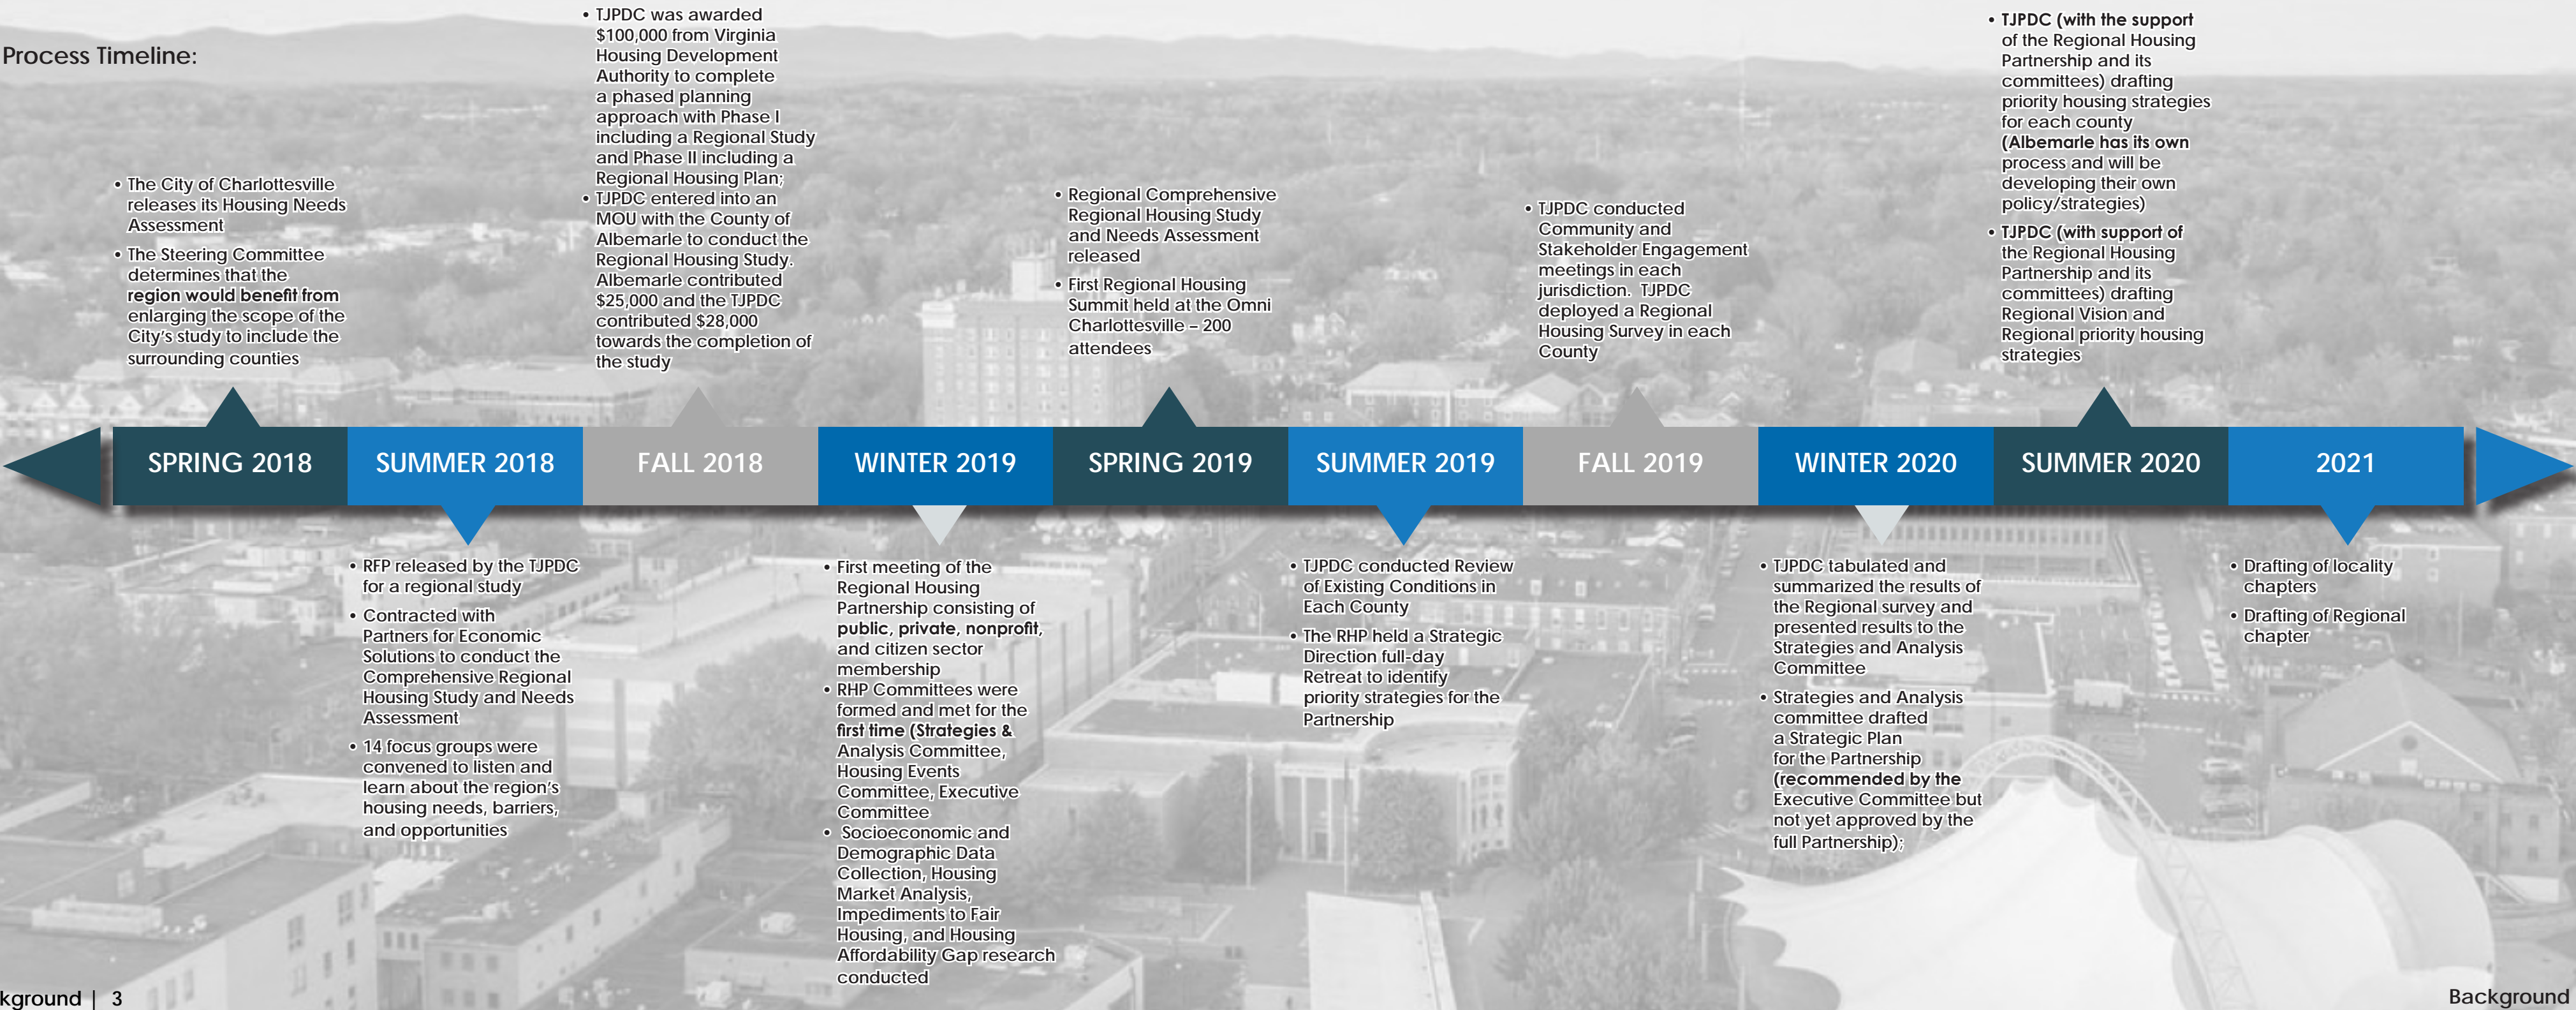 Process Timeline:
• The City of Charlottesville
releases its Housing Needs
Assessment
• The Steering Committee
determines that the
region would benefit from
enlarging the scope of the
City's study to include the
surrounding counties
• TJPDC was awarded
$100,000 from Virginia
Housing Development
Authority to complete
a phased planning
approach with Phase I
including a Regional Study
and Phase II including a
Regional Housing Plan;
• TJPDC entered into an
MOU with the County of
Albemarle to conduct the
Regional Housing Study.
Albemarle contributed
$25,000 and the TJPDC
contributed $28,000
towards the completion of
the study
• Regional Comprehensive
Regional Housing Study
and Needs Assessment
released
• First Regional Housing
Summit held at the Omni
Charlottesville – 200
attendees
• TJPDC conducted
Community and
Stakeholder Engagement
meetings in each
jurisdiction. TJPDC
deployed a Regional
Housing Survey in each
County
• TJPDC (with the support
of the Regional Housing
Partnership and its
committees) drafting
priority housing strategies
for each county
(Albemarle has its own
process and will be
developing their own
policy/strategies)
• TJPDC (with support of
the Regional Housing
Partnership and its
committees) drafting
Regional Vision and
Regional priority housing
strategies
SPRING 2018
SUMMER 2018
FALL 2018
WINTER 2019
SPRING 2019
SUMMER 2019
FALL 2019
WINTER 2020
SUMMER 2020
2021
• RFP released by the TJPDC
for a regional study
• Contracted with
Partners for Economic
Solutions to conduct the
Comprehensive Regional
Housing Study and Needs
Assessment
• 14 focus groups were
convened to listen and
learn about the region's
housing needs, barriers,
and opportunities
• First meeting of the
Regional Housing
Partnership consisting of
public, private, nonprofit,
and citizen sector
membership
• RHP Committees were
formed and met for the
first time (Strategies &
Analysis Committee,
Housing Events
Committee, Executive
Committee
• Socioeconomic and
Demographic Data
Collection, Housing
Market Analysis,
Impediments to Fair
Housing, and Housing
Affordability Gap research
conducted
• TJPDC conducted Review
of Existing Conditions in
Each County
• The RHP held a Strategic
Direction full-day
Retreat to identify
priority strategies for the
Partnership
• TJPDC tabulated and
summarized the results of
the Regional survey and
presented results to the
Strategies and Analysis
Committee
• Strategies and Analysis
committee drafted
a Strategic Plan
for the Partnership
(recommended by the
Executive Committee but
not yet approved by the
full Partnership);
• Drafting of locality
chapters
• Drafting of Regional
chapter
kground | 3
Background